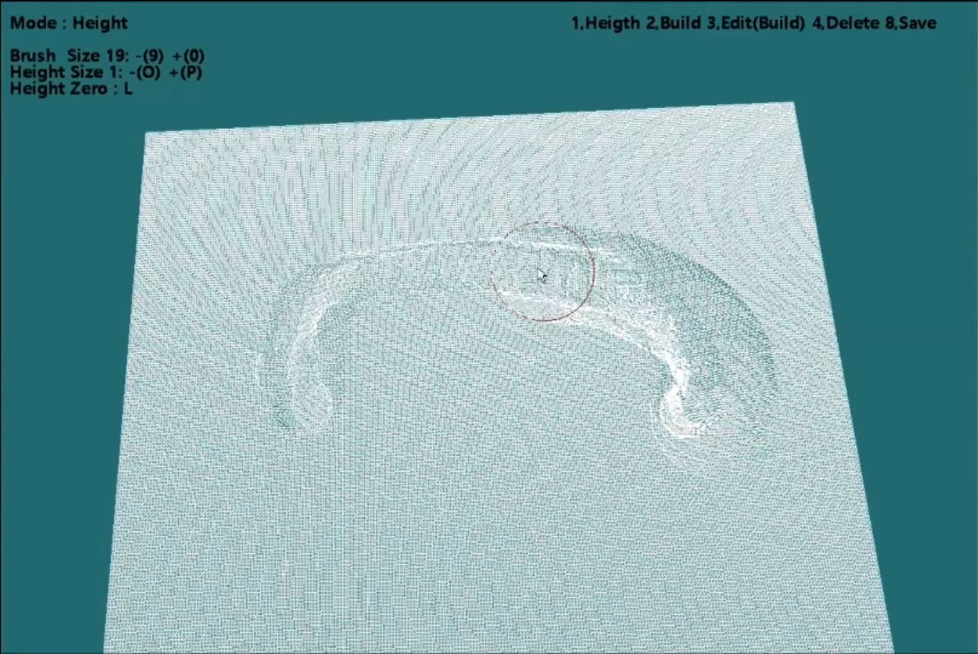 Mode : Height
1,Heigth 2,Build 3,Edit(Build) 4,Delete 8,Save
Brush Size 19: -(9) +(0)
Height Size 1: -(O) +(P)
Height Zero : L